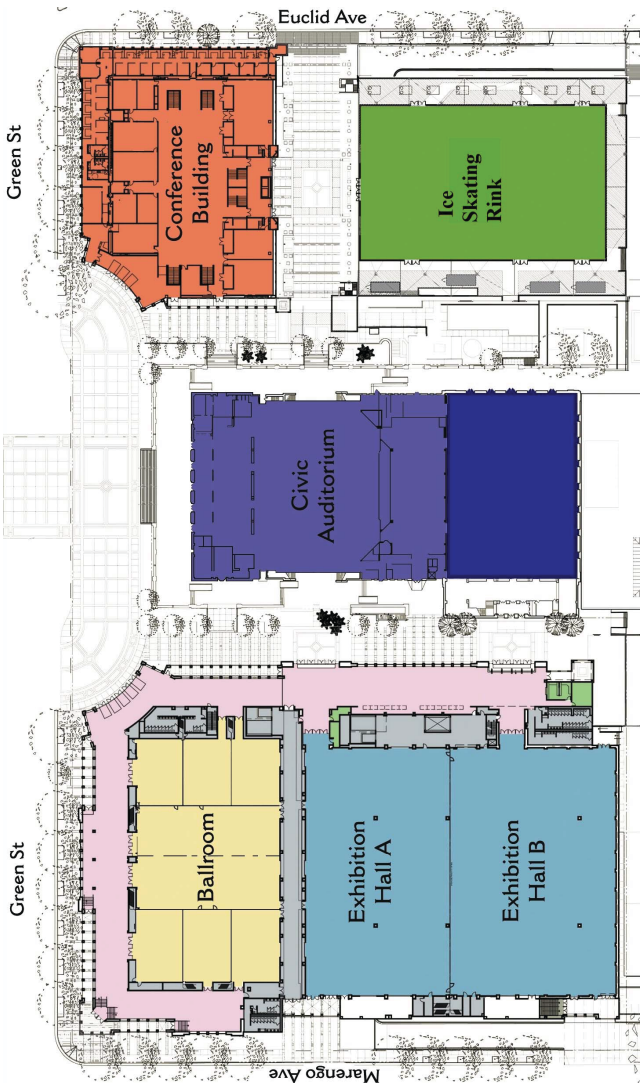 Euclid Ave
Green St
Conference
Building
Ice
Skating
Rink
Civic
Auditorium
Green St
Ballroom
Exhibition
Hall A
Exhibition
Hall B
Marengo Ave